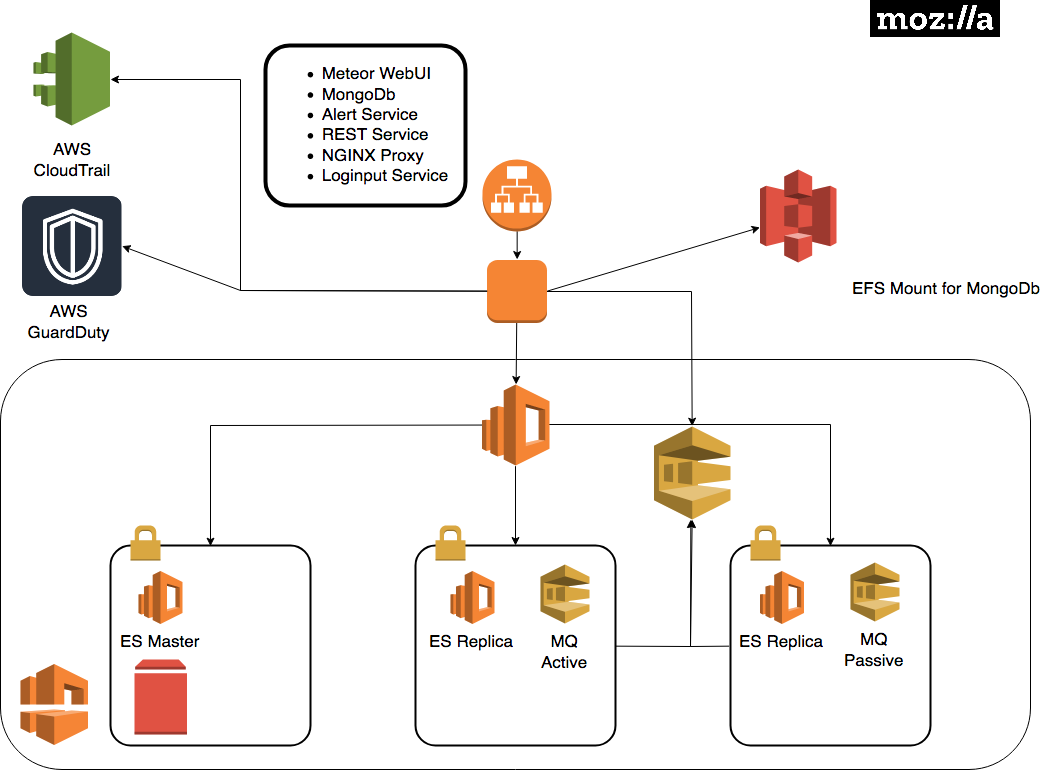 moz://a
Meteor WebUI
MongoDb
Alert Service
REST Service
NGINX Proxy
Loginput Service
AWS
CloudTrail
AWS
GuardDuty
EFS Mount for MongoDb
ES Master
ES Replica
MQ
Active
ES Replica
MQ
Passive